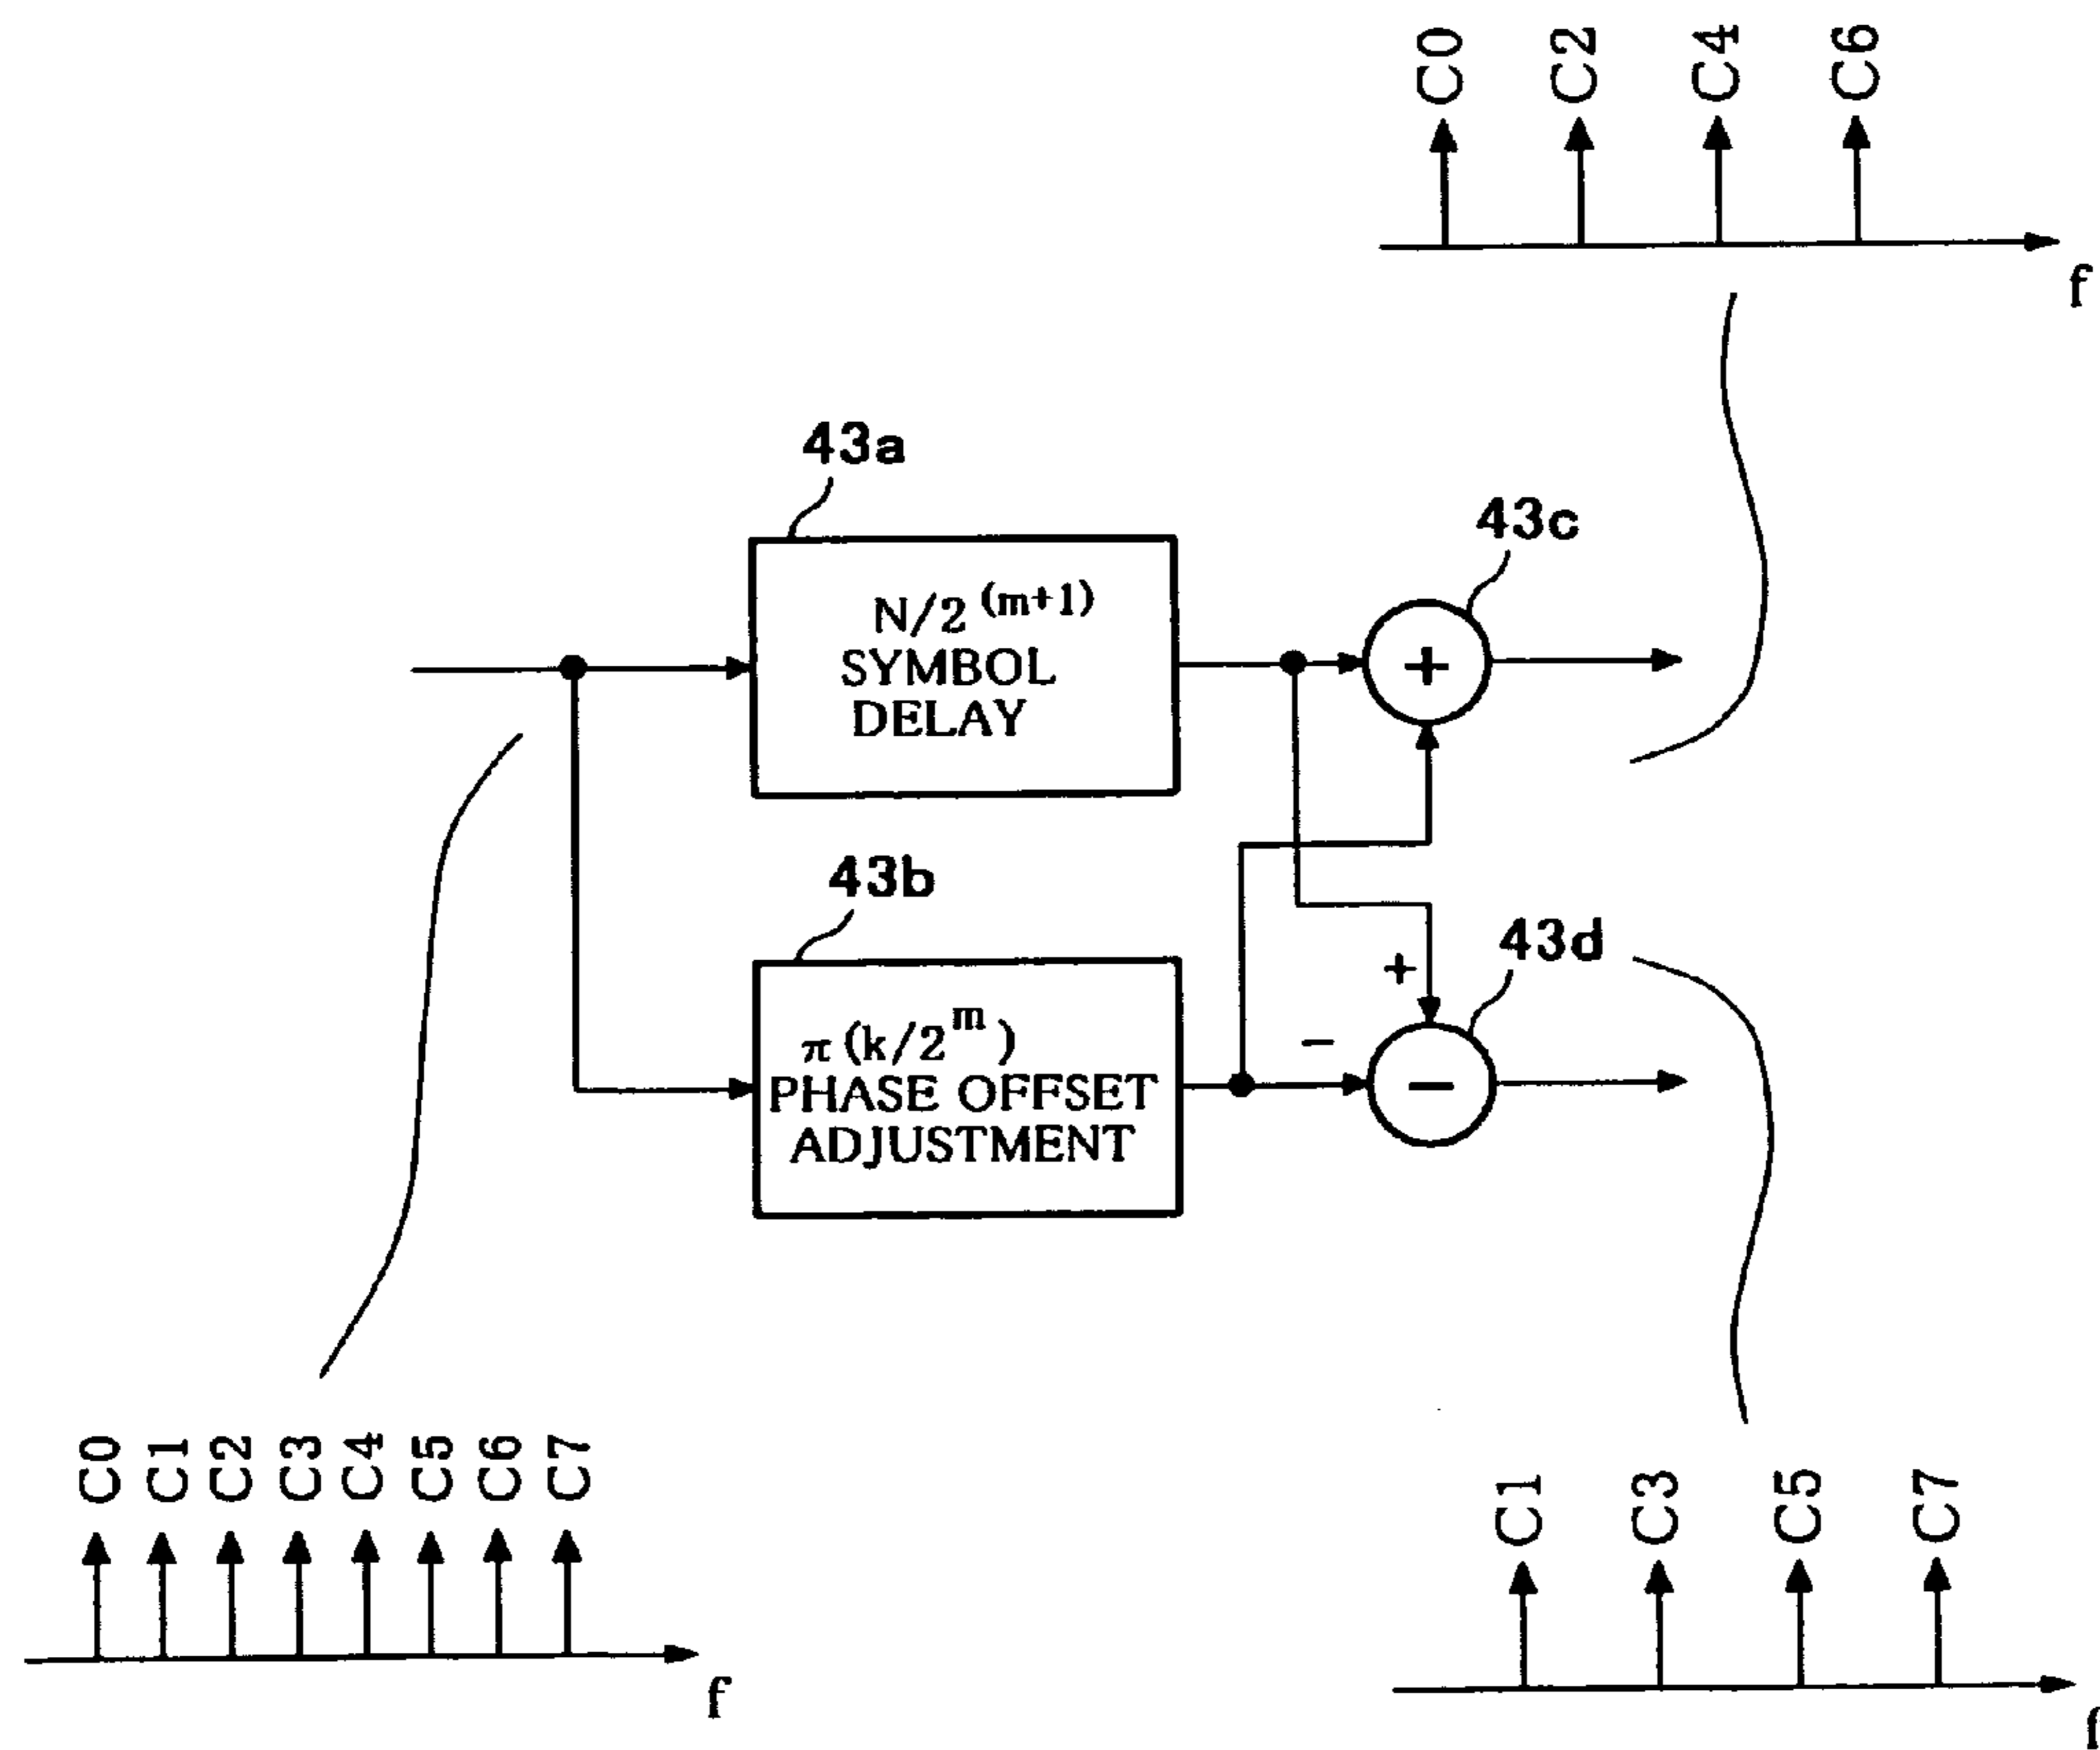 C0 C2 C4 C6
f
43a
N/2^(m+1)
SYMBOL
DELAY
43c
+
43b
π(k/2^m)
PHASE OFFSET
ADJUSTMENT
+
−
43d
−
C0 C1 C2 C3 C4 C5 C6 C7
f
C1 C3 C5 C7
f